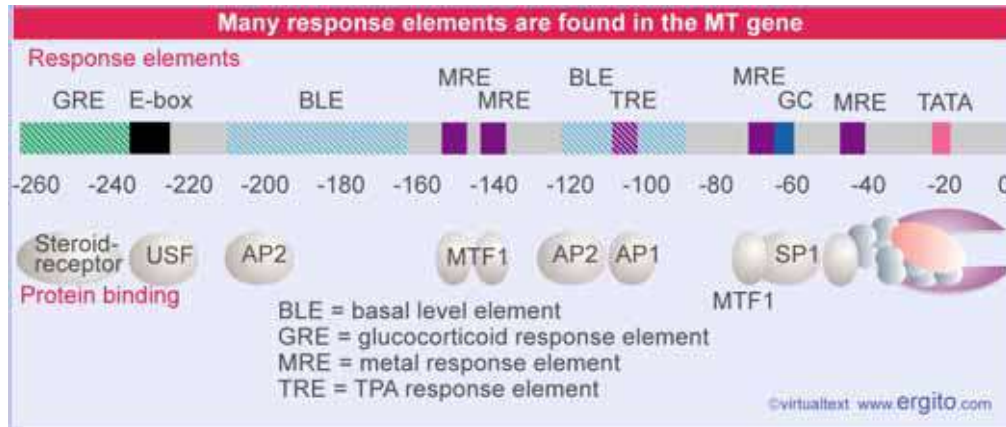 Many response elements are found in the MT gene
Response elements
GRE E-box BLE MRE MRE BLE TRE MRE GC MRE TATA
-260 -240 -220 -200 -180 -160 -140 -120 -100 -80 -60 -40 -20 0
Steroid-receptor USF AP2 MTF1 AP2 AP1 SP1
Protein binding
MTF1
BLE = basal level element
GRE = glucocorticoid response element
MRE = metal response element
TRE = TPA response element
©virtualtext www.ergito.com